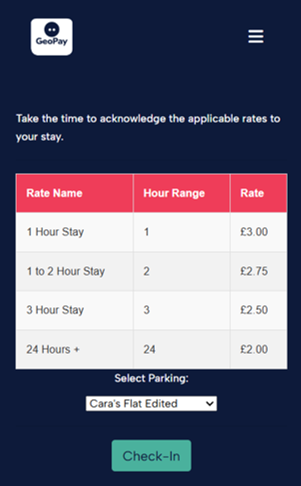 GeoPay
Take the time to acknowledge the applicable rates to
your stay.
Rate Name Hour Range Rate
1 Hour Stay 1 £3.00
1 to 2 Hour Stay 2 £2.75
3 Hour Stay 3 £2.50
24 Hours + 24 £2.00
Select Parking:
Cara's Flat Edited
Check-In